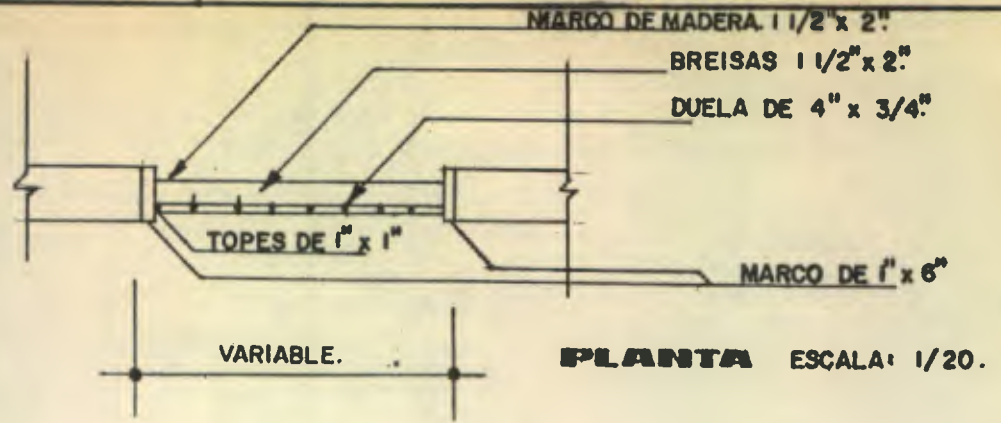 MARCO DE MADERA. 1 1/2" x 2".
BREISAS 1 1/2" x 2".
DUELA DE 4" x 3/4".
TOPES DE 1" x 1"
MARCO DE 1" x 6"
VARIABLE.
PLANTA ESCALA: 1/20.